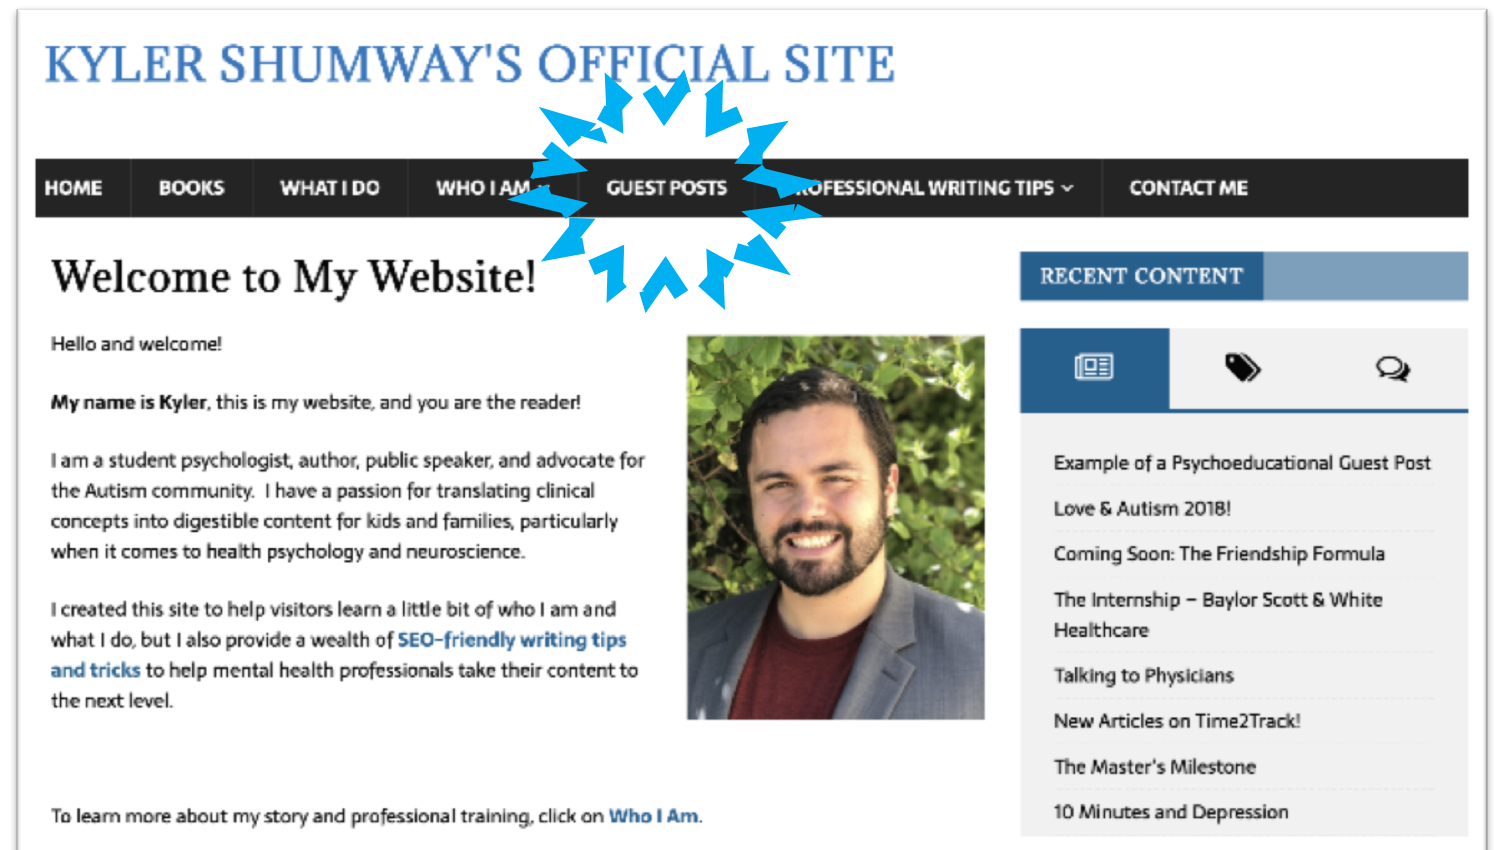 KYLER SHUMWAY'S OFFICIAL SITE
HOME BOOKS WHAT I DO WHO I AM GUEST POSTS PROFESSIONAL WRITING TIPS CONTACT ME
Welcome to My Website!
Hello and welcome!
My name is Kyler, this is my website, and you are the reader!
I am a student psychologist, author, public speaker, and advocate for
the Autism community. I have a passion for translating clinical
concepts into digestible content for kids and families, particularly
when it comes to health psychology and neuroscience.
I created this site to help visitors learn a little bit of who I am and
what I do, but I also provide a wealth of SEO-friendly writing tips
and tricks to help mental health professionals take their content to
the next level.
To learn more about my story and professional training, click on Who I Am.
RECENT CONTENT
Example of a Psychoeducational Guest Post
Love & Autism 2018!
Coming Soon: The Friendship Formula
The Internship – Baylor Scott & White
Healthcare
Talking to Physicians
New Articles on Time2Track!
The Master's Milestone
10 Minutes and Depression